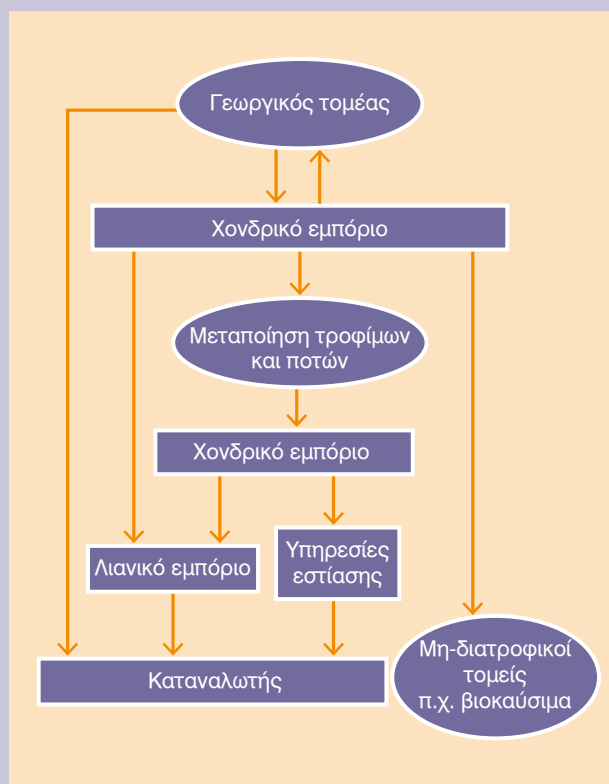 Γεωργικός τομέας
Χονδρικό εμπόριο
Μεταποίηση τροφίμων
και ποτών
Χονδρικό εμπόριο
Λιανικό εμπόριο
Υπηρεσίες
εστίασης
Καταναλωτής
Μη-διατροφικοί
τομείς
π.χ. βιοκαύσιμα